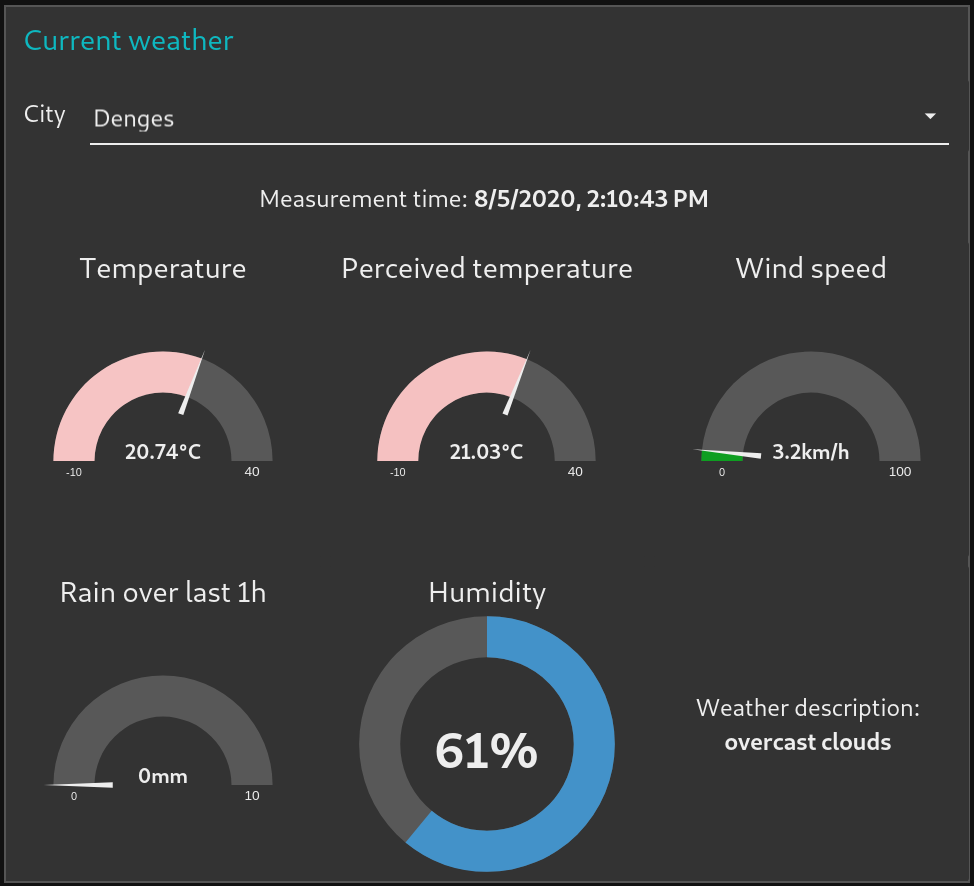 Current weather
City Denges
Measurement time: 8/5/2020, 2:10:43 PM
Temperature Perceived temperature Wind speed
20.74°C 21.03°C 3.2km/h
-10 40 -10 40 0 100
Rain over last 1h Humidity
Weather description:
overcast clouds
61%
0mm
0 10